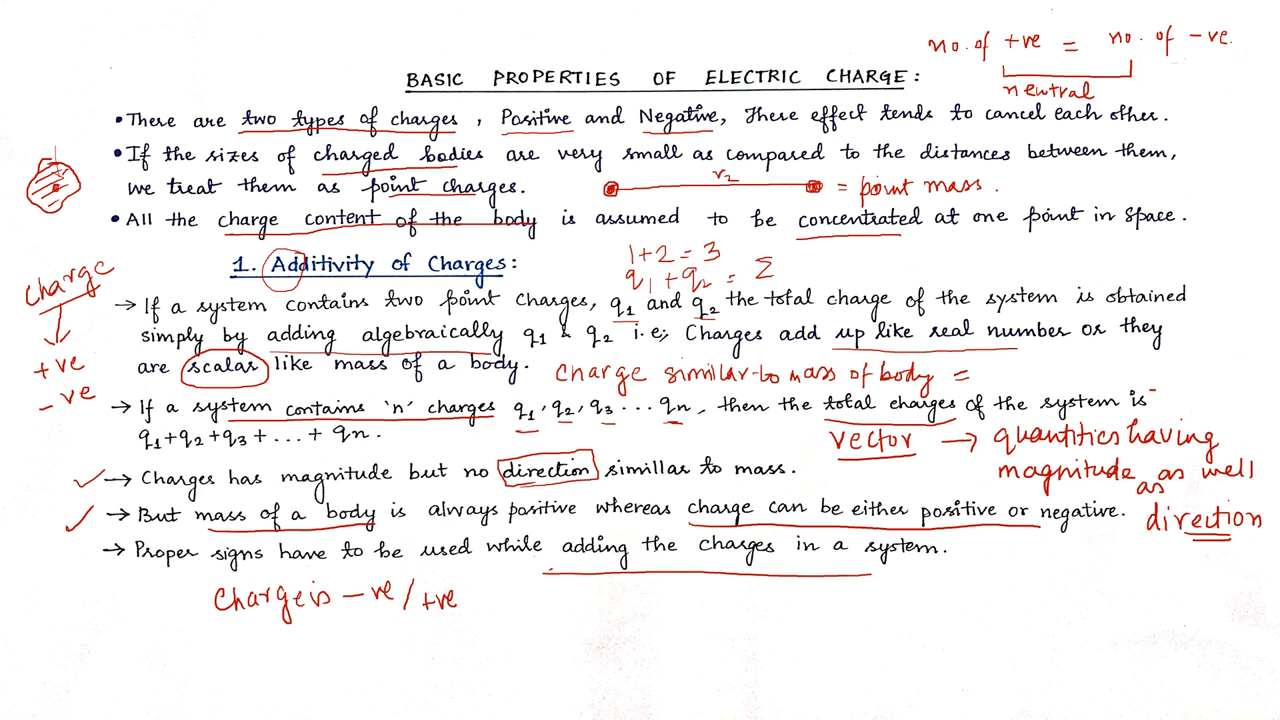 no. of +ve = no. of -ve.
neutral
BASIC PROPERTIES OF ELECTRIC CHARGE:
• There are two types of charges, Positive and Negative, There effect tends to cancel each other.
• If the sizes of charged bodies are very small as compared to the distances between them,
we treat them as point charges.
r2
= point mass.
• All the charge content of the body is assumed to be concentrated at one point in space.
1. Additivity of Charges:
1+2 = 3
q1 + q2 = Σ
charge
+ve
-ve
→ If a system contains two point charges, q1 and q2 the total charge of the system is obtained
simply by adding algebraically q1 & q2 i.e; Charges add up like real number or they
are scalar like mass of a body.
Charge similar to mass of body =
→ If a system contains 'n' charges q1, q2, q3 ... qn, then the total charges of the system is
q1+q2+q3+...+ qn.
vector → quantities having
magnitude as well
as
direction
→ Charges has magnitude but no direction simillar to mass.
→ But mass of a body is always positive whereas charge can be either positive or negative.
→ Proper signs have to be used while adding the charges in a system.
Charge is -ve / +ve